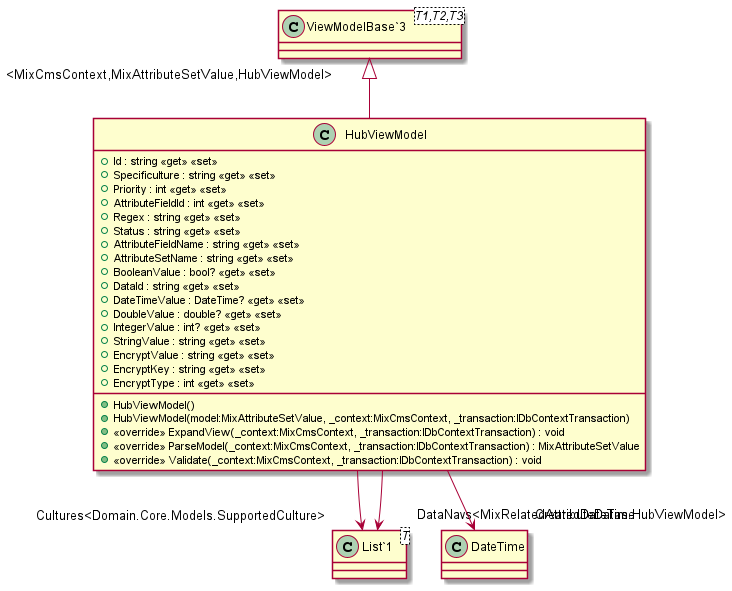 C ViewModelBase`3
T1,T2,T3
<MixCmsContext,MixAttributeSetValue,HubViewModel>
C HubViewModel
Id : string «get» «set»
Specificulture : string «get» «set»
Priority : int «get» «set»
AttributeFieldId : int «get» «set»
Regex : string «get» «set»
Status : string «get» «set»
AttributeFieldName : string «get» «set»
AttributeSetName : string «get» «set»
BooleanValue : bool? «get» «set»
DataId : string «get» «set»
DateTimeValue : DateTime? «get» «set»
DoubleValue : double? «get» «set»
IntegerValue : int? «get» «set»
StringValue : string «get» «set»
EncryptValue : string «get» «set»
EncryptKey : string «get» «set»
EncryptType : int «get» «set»
HubViewModel()
HubViewModel(model:MixAttributeSetValue, _context:MixCmsContext, _transaction:IDbContextTransaction)
«override» ExpandView(_context:MixCmsContext, _transaction:IDbContextTransaction) : void
«override» ParseModel(_context:MixCmsContext, _transaction:IDbContextTransaction) : MixAttributeSetValue
«override» Validate(_context:MixCmsContext, _transaction:IDbContextTransaction) : void
Cultures<Domain.Core.Models.SupportedCulture>
C List`1
T
C DateTime